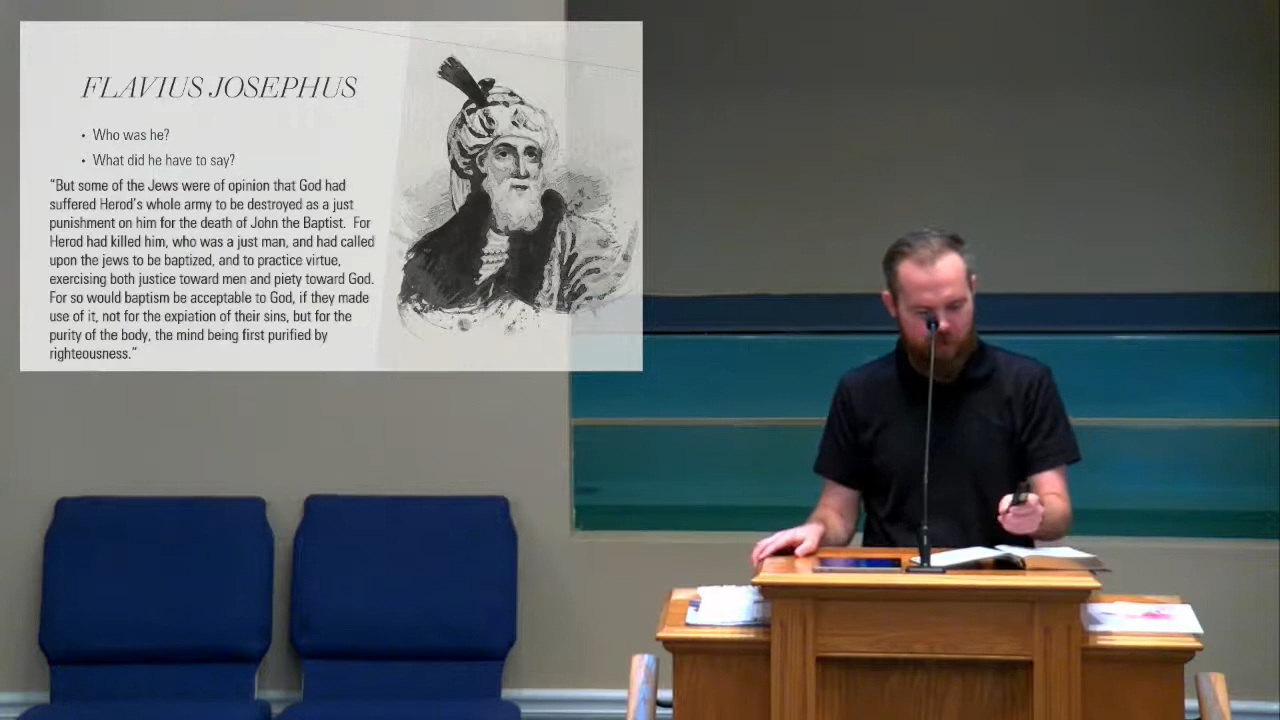 FLAVIUS JOSEPHUS
• Who was he?
• What did he have to say?
“But some of the Jews were of opinion that God had
suffered Herod’s whole army to be destroyed as a just
punishment on him for the death of John the Baptist.  For
Herod had killed him, who was a just man, and had called
upon the jews to be baptized, and to practice virtue,
exercising both justice toward men and piety toward God.
For so would baptism be acceptable to God, if they made
use of it, not for the expiation of their sins, but for the
purity of the body, the mind being first purified by
righteousness.”